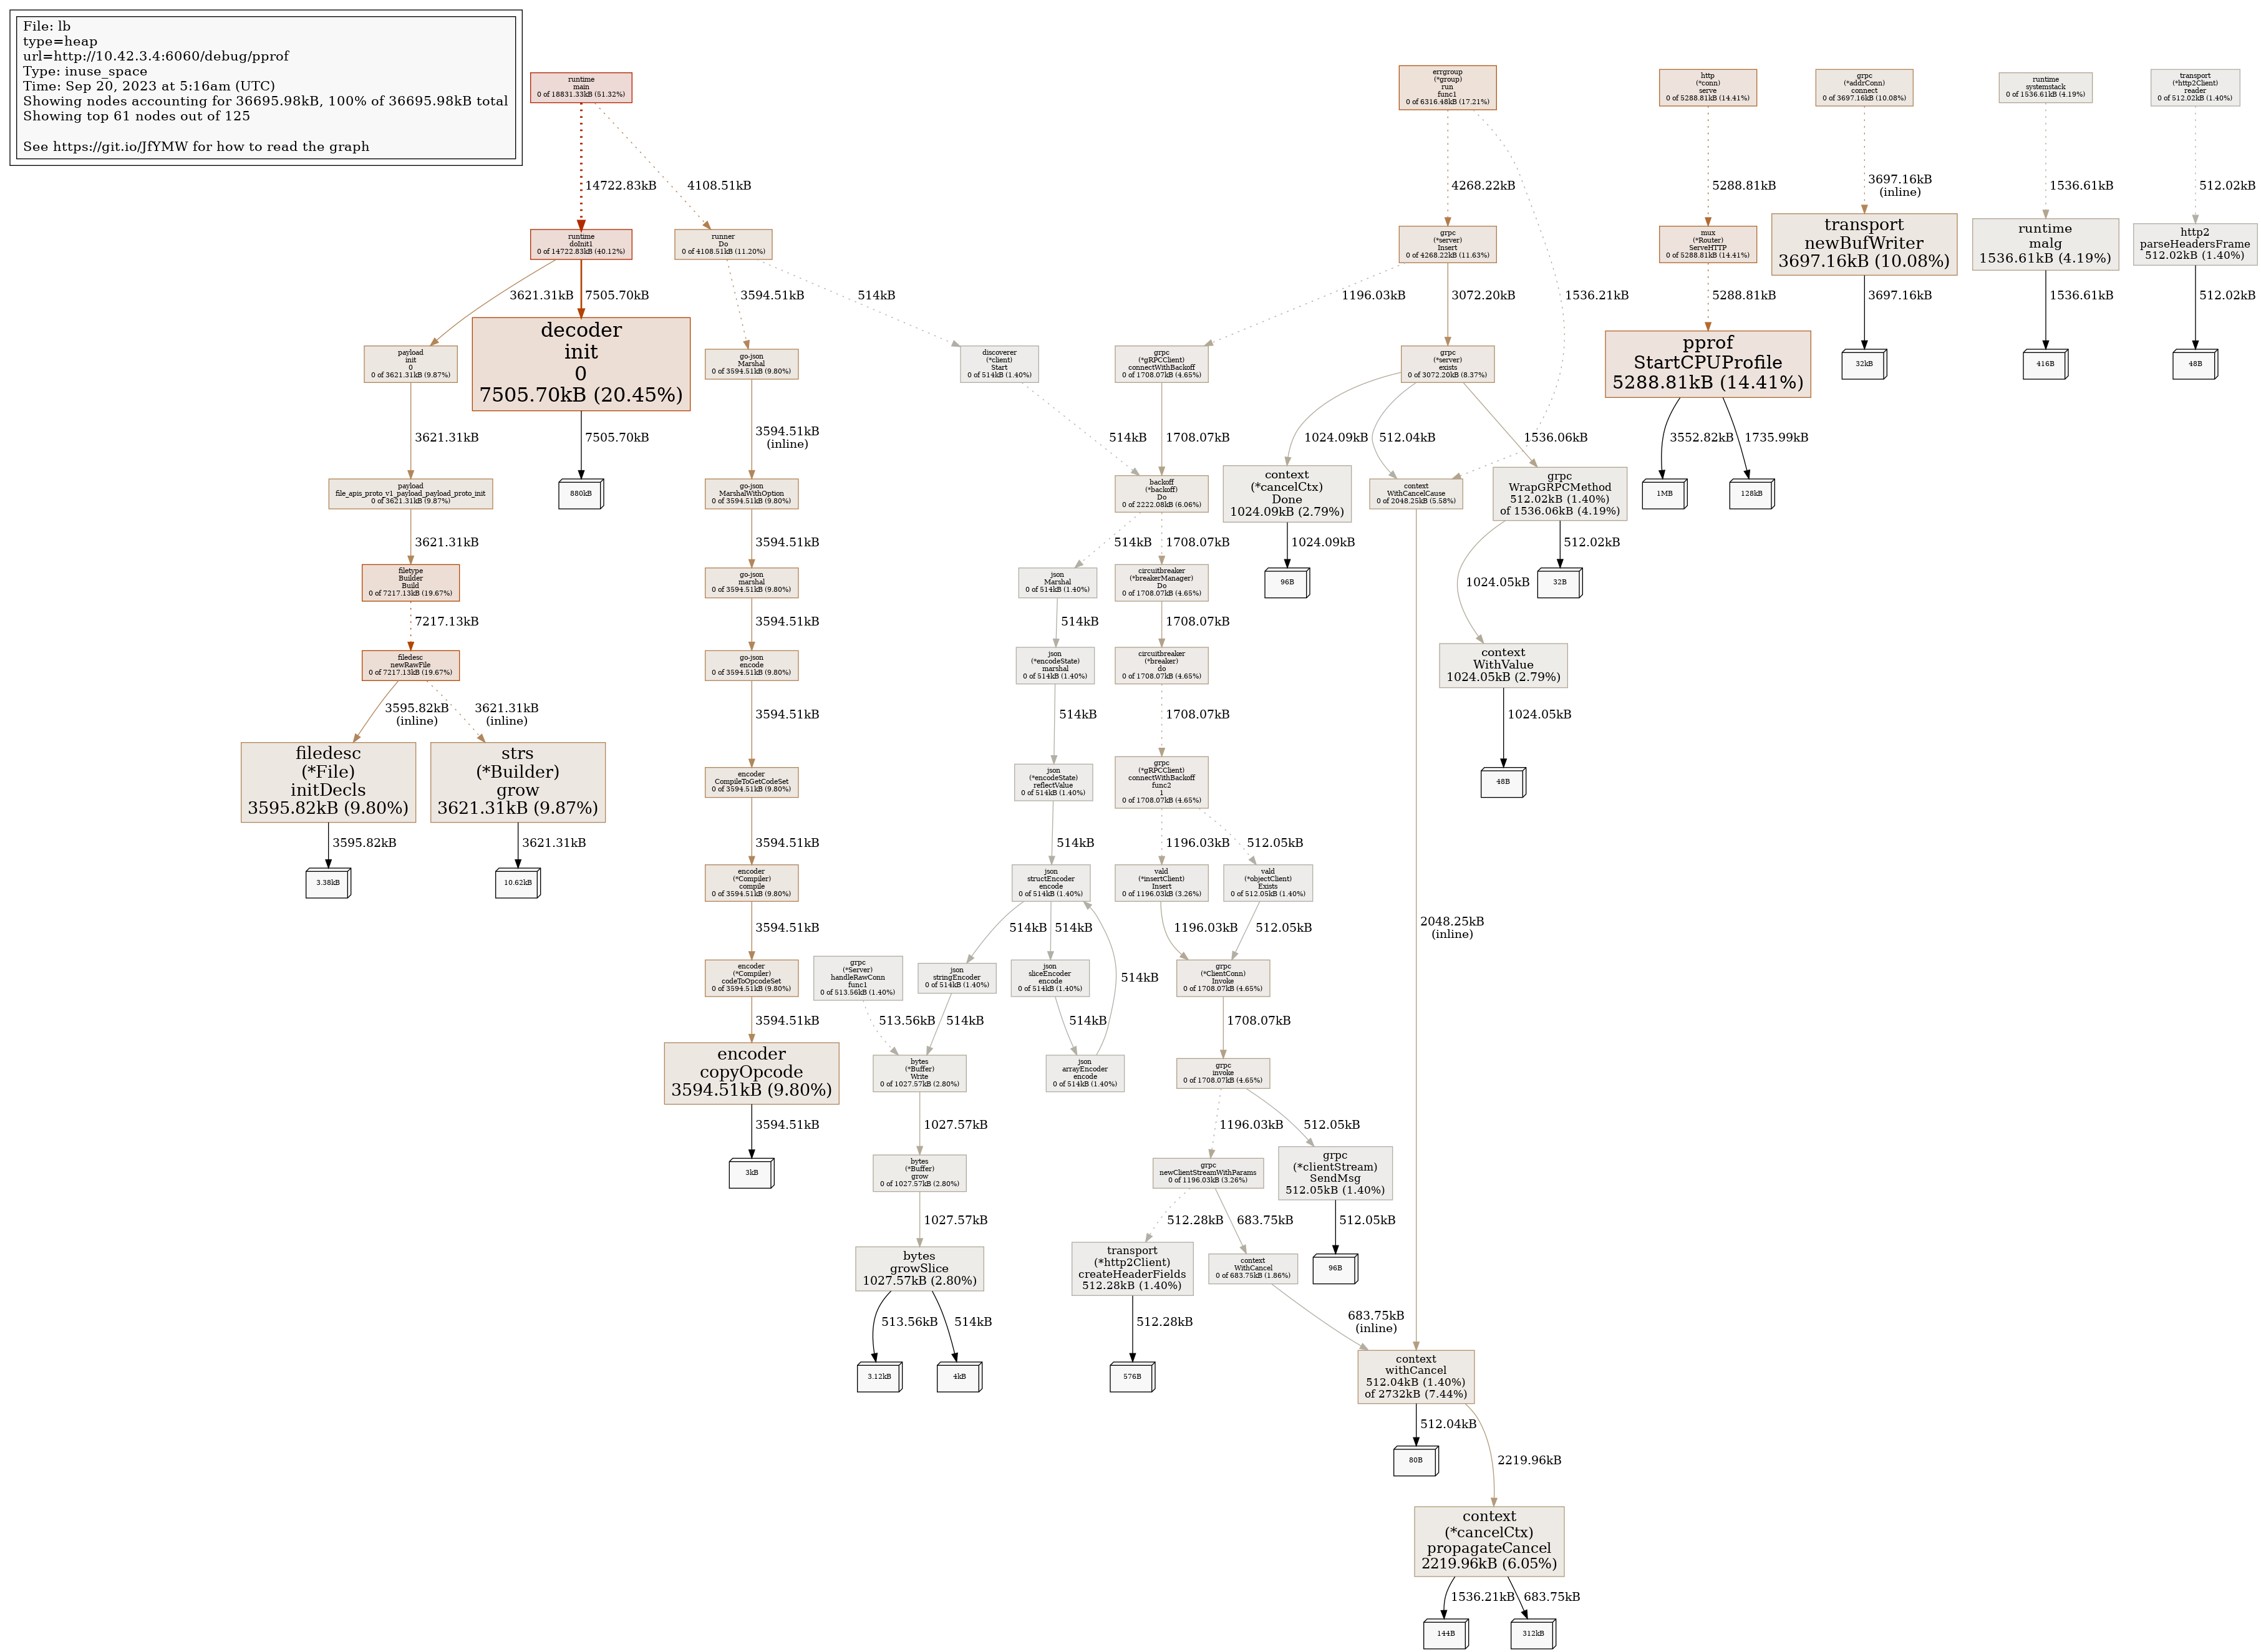 File: lb
type=heap
url=http://10.42.3.4:6060/debug/pprof
Type: inuse_space
Time: Sep 20, 2023 at 5:16am (UTC)
Showing nodes accounting for 36695.98kB, 100% of 36695.98kB total
Showing top 61 nodes out of 125
See https://git.io/JfYMW for how to read the graph
runtime
main
0 of 18831.33kB (51.32%)
errgroup
(*group)
run
func1
0 of 6316.48kB (17.21%)
http
(*conn)
serve
0 of 5288.81kB (14.41%)
grpc
(*addrConn)
connect
0 of 3697.16kB (10.08%)
runtime
systemstack
0 of 1536.61kB (4.19%)
transport
(*http2Client)
reader
0 of 512.02kB (1.40%)
14722.83kB
4108.51kB
4268.22kB
5288.81kB
3697.16kB
(inline)
1536.61kB
512.02kB
runtime
doInit1
0 of 14722.83kB (40.12%)
runner
Do
0 of 4108.51kB (11.20%)
grpc
(*server)
Insert
0 of 4268.22kB (11.63%)
mux
(*Router)
ServeHTTP
0 of 5288.81kB (14.41%)
transport
newBufWriter
3697.16kB (10.08%)
runtime
malg
1536.61kB (4.19%)
http2
parseHeadersFrame
512.02kB (1.40%)
3621.31kB
7505.70kB
3594.51kB
514kB
1196.03kB
3072.20kB
1536.21kB
5288.81kB
3697.16kB
1536.61kB
512.02kB
payload
init
0
0 of 3621.31kB (9.87%)
decoder
init
0
7505.70kB (20.45%)
go-json
Marshal
0 of 3594.51kB (9.80%)
discoverer
(*client)
Start
0 of 514kB (1.40%)
grpc
(*gRPCClient)
connectWithBackoff
0 of 1708.07kB (4.65%)
grpc
(*server)
exists
0 of 3072.20kB (8.37%)
pprof
StartCPUProfile
5288.81kB (14.41%)
32kB
416B
48B
3621.31kB
7505.70kB
3594.51kB
(inline)
514kB
1708.07kB
1024.09kB
512.04kB
1536.06kB
3552.82kB
1735.99kB
payload
file_apis_proto_v1_payload_payload_proto_init
0 of 3621.31kB (9.87%)
880kB
go-json
MarshalWithOption
0 of 3594.51kB (9.80%)
backoff
(*backoff)
Do
0 of 2222.08kB (6.06%)
context
(*cancelCtx)
Done
1024.09kB (2.79%)
context
WithCancelCause
0 of 2048.25kB (5.58%)
grpc
WrapGRPCMethod
512.02kB (1.40%)
of 1536.06kB (4.19%)
1MB
128kB
3621.31kB
3594.51kB
514kB
1708.07kB
1024.09kB
512.02kB
filetype
Builder
Build
0 of 7217.13kB (19.67%)
go-json
marshal
0 of 3594.51kB (9.80%)
json
Marshal
0 of 514kB (1.40%)
circuitbreaker
(*breakerManager)
Do
0 of 1708.07kB (4.65%)
96B
1024.05kB
32B
7217.13kB
3594.51kB
514kB
1708.07kB
filedesc
newRawFile
0 of 7217.13kB (19.67%)
go-json
encode
0 of 3594.51kB (9.80%)
json
(*encodeState)
marshal
0 of 514kB (1.40%)
circuitbreaker
(*breaker)
do
0 of 1708.07kB (4.65%)
context
WithValue
1024.05kB (2.79%)
3595.82kB
(inline)
3621.31kB
(inline)
3594.51kB
514kB
1708.07kB
1024.05kB
filedesc
(*File)
initDecls
3595.82kB (9.80%)
strs
(*Builder)
grow
3621.31kB (9.87%)
encoder
CompileToGetCodeSet
0 of 3594.51kB (9.80%)
json
(*encodeState)
reflectValue
0 of 514kB (1.40%)
grpc
(*gRPCClient)
connectWithBackoff
func2
1
0 of 1708.07kB (4.65%)
48B
3595.82kB
3621.31kB
3594.51kB
514kB
1196.03kB
512.05kB
3.38kB
10.62kB
encoder
(*Compiler)
compile
0 of 3594.51kB (9.80%)
json
structEncoder
encode
0 of 514kB (1.40%)
vald
(*insertClient)
Insert
0 of 1196.03kB (3.26%)
vald
(*objectClient)
Exists
0 of 512.05kB (1.40%)
3594.51kB
514kB
514kB
1196.03kB
512.05kB
2048.25kB
(inline)
encoder
(*Compiler)
codeToOpcodeSet
0 of 3594.51kB (9.80%)
grpc
(*Server)
handleRawConn
func1
0 of 513.56kB (1.40%)
json
stringEncoder
0 of 514kB (1.40%)
json
sliceEncoder
encode
0 of 514kB (1.40%)
514kB
grpc
(*ClientConn)
Invoke
0 of 1708.07kB (4.65%)
3594.51kB
513.56kB
514kB
514kB
1708.07kB
encoder
copyOpcode
3594.51kB (9.80%)
bytes
(*Buffer)
Write
0 of 1027.57kB (2.80%)
json
arrayEncoder
encode
0 of 514kB (1.40%)
grpc
invoke
0 of 1708.07kB (4.65%)
3594.51kB
1027.57kB
1196.03kB
512.05kB
3kB
bytes
(*Buffer)
grow
0 of 1027.57kB (2.80%)
grpc
newClientStreamWithParams
0 of 1196.03kB (3.26%)
grpc
(*clientStream)
SendMsg
512.05kB (1.40%)
1027.57kB
512.28kB
683.75kB
512.05kB
bytes
growSlice
1027.57kB (2.80%)
transport
(*http2Client)
createHeaderFields
512.28kB (1.40%)
context
WithCancel
0 of 683.75kB (1.86%)
96B
513.56kB
514kB
512.28kB
683.75kB
(inline)
3.12kB
4kB
576B
context
withCancel
512.04kB (1.40%)
of 2732kB (7.44%)
512.04kB
2219.96kB
80B
context
(*cancelCtx)
propagateCancel
2219.96kB (6.05%)
1536.21kB
683.75kB
144B
312kB